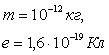 m = 10⁻¹² кг,
e = 1,6 · 10⁻¹⁹ Кл